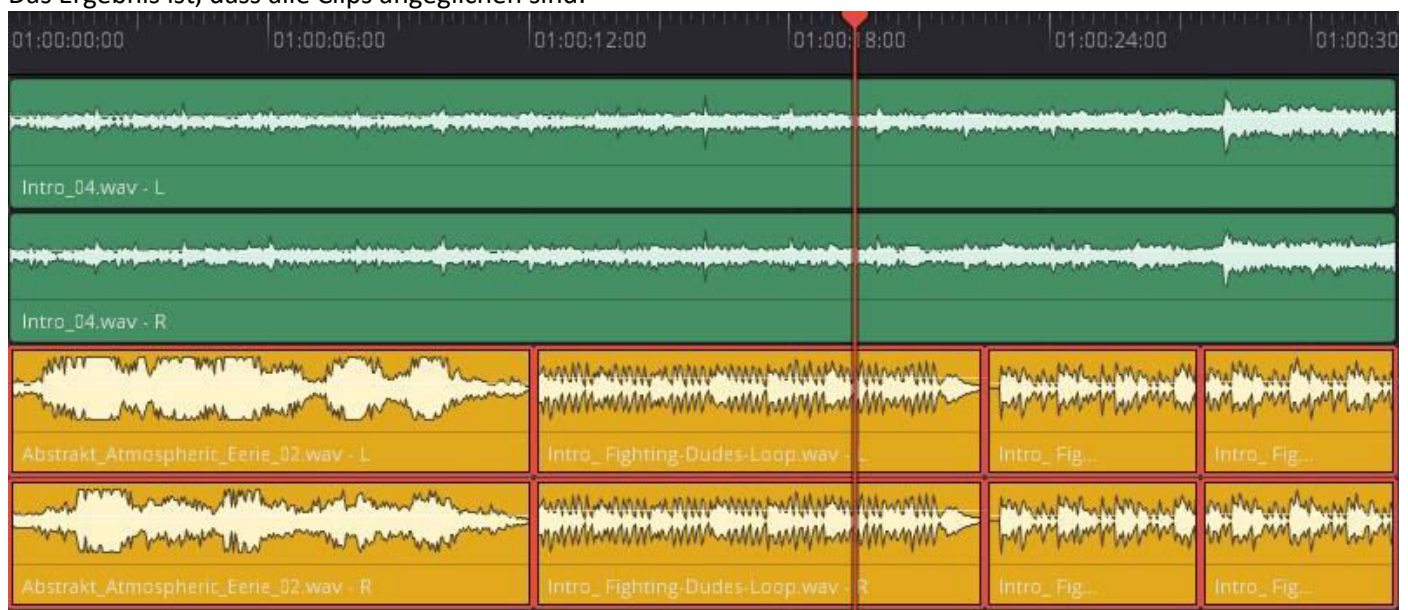 Das Ergebnis ist, dass alle Clips angeglichen sind.
01:00:00:00 01:00:06:00 01:00:12:00 01:00:18:00 01:00:24:00 01:00:30
Intro_04.wav - L
Intro_04.wav - R
Abstrakt_Atmospheric_Eerie_02.wav - L Intro_ Fighting-Dudes-Loop.wav - L Intro_ Fig... Intro_ Fig...
Abstrakt_Atmospheric_Eerie_02.wav - R Intro_ Fighting-Dudes-Loop.wav - R Intro_ Fig... Intro_ Fig...